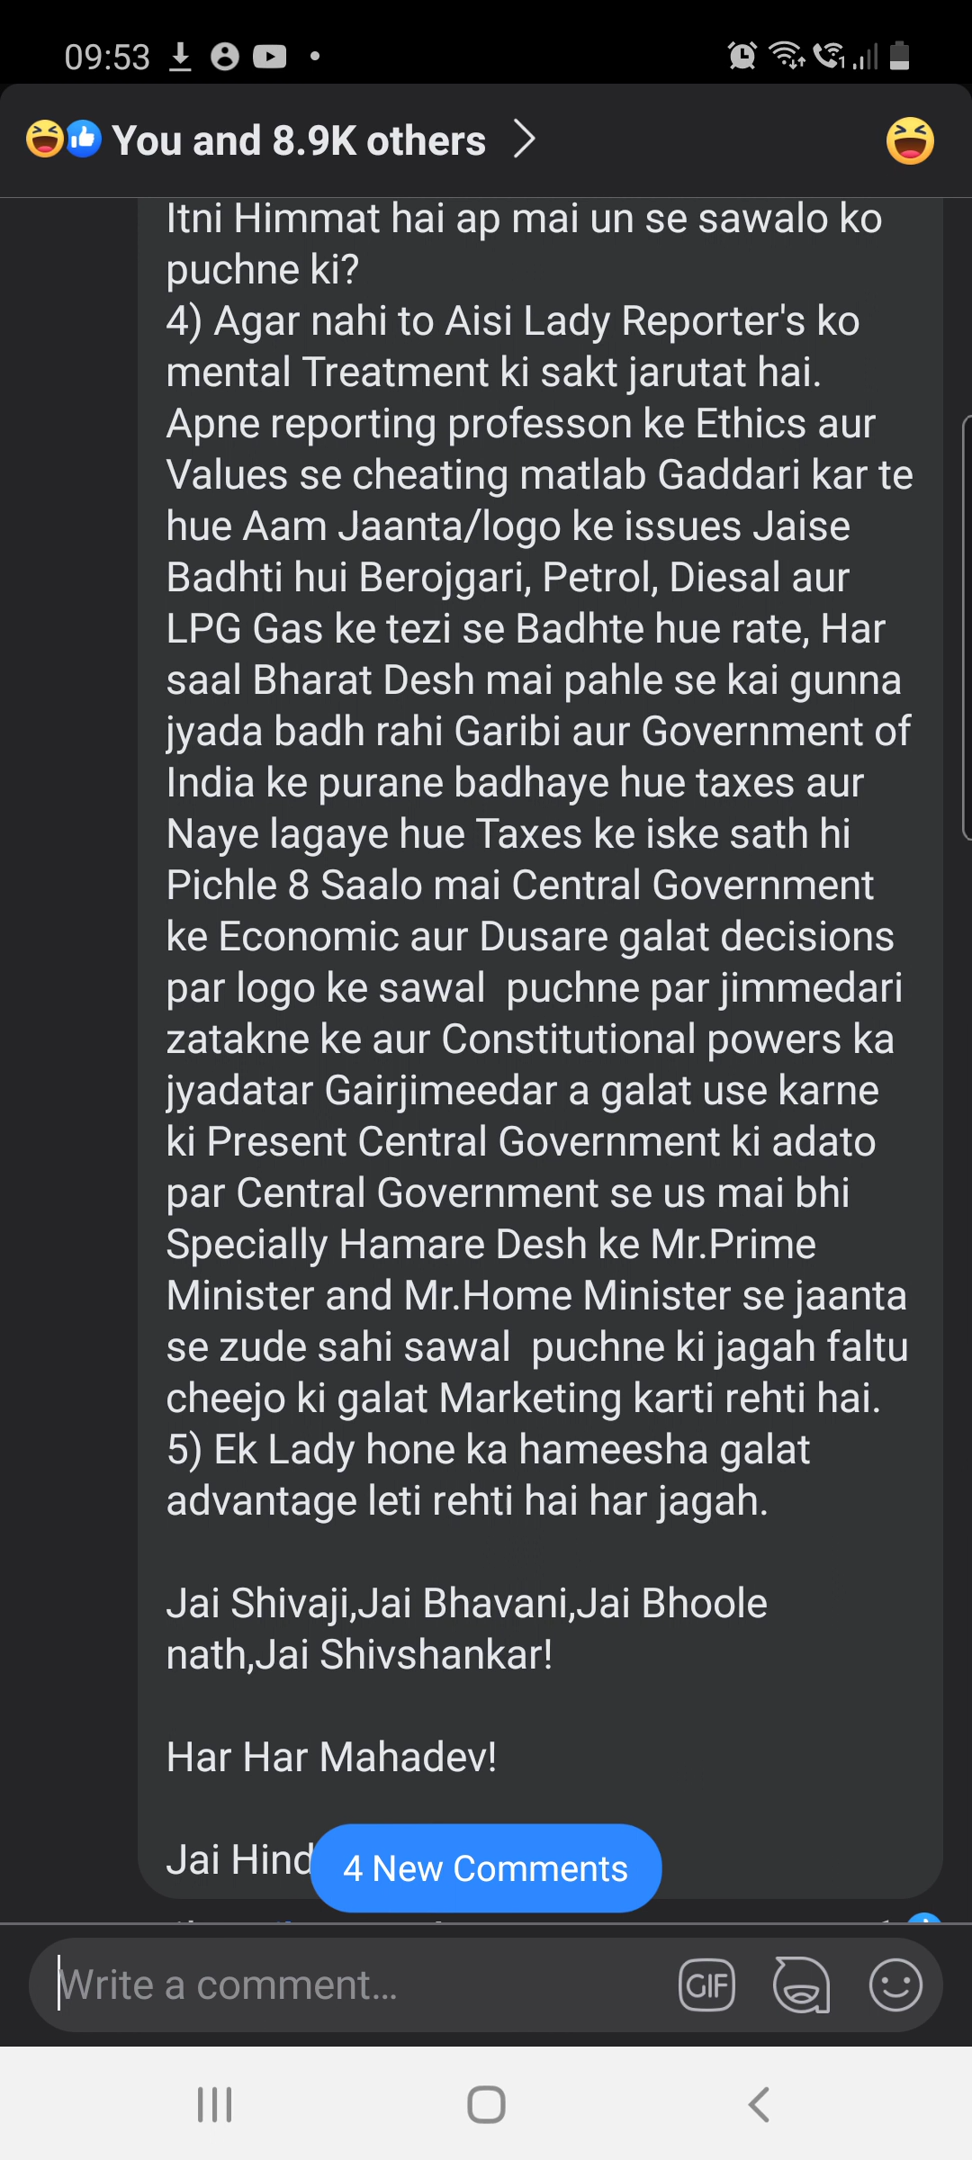 09:53
You and 8.9K others
Itni Himmat hai ap mai un se sawalo ko
puchne ki?
4) Agar nahi to Aisi Lady Reporter's ko
mental Treatment ki sakt jarutat hai.
Apne reporting professon ke Ethics aur
Values se cheating matlab Gaddari kar te
hue Aam Jaanta/logo ke issues Jaise
Badhti hui Berojgari, Petrol, Diesal aur
LPG Gas ke tezi se Badhte hue rate, Har
saal Bharat Desh mai pahle se kai gunna
jyada badh rahi Garibi aur Government of
India ke purane badhaye hue taxes aur
Naye lagaye hue Taxes ke iske sath hi
Pichle 8 Saalo mai Central Government
ke Economic aur Dusare galat decisions
par logo ke sawal  puchne par jimmedari
zatakne ke aur Constitutional powers ka
jyadatar Gairjimeedar a galat use karne
ki Present Central Government ki adato
par Central Government se us mai bhi
Specially Hamare Desh ke Mr.Prime
Minister and Mr.Home Minister se jaanta
se zude sahi sawal  puchne ki jagah faltu
cheejo ki galat Marketing karti rehti hai.
5) Ek Lady hone ka hameesha galat
advantage leti rehti hai har jagah.
Jai Shivaji,Jai Bhavani,Jai Bhoole
nath,Jai Shivshankar!
Har Har Mahadev!
Jai Hind
4 New Comments
Write a comment...
GIF